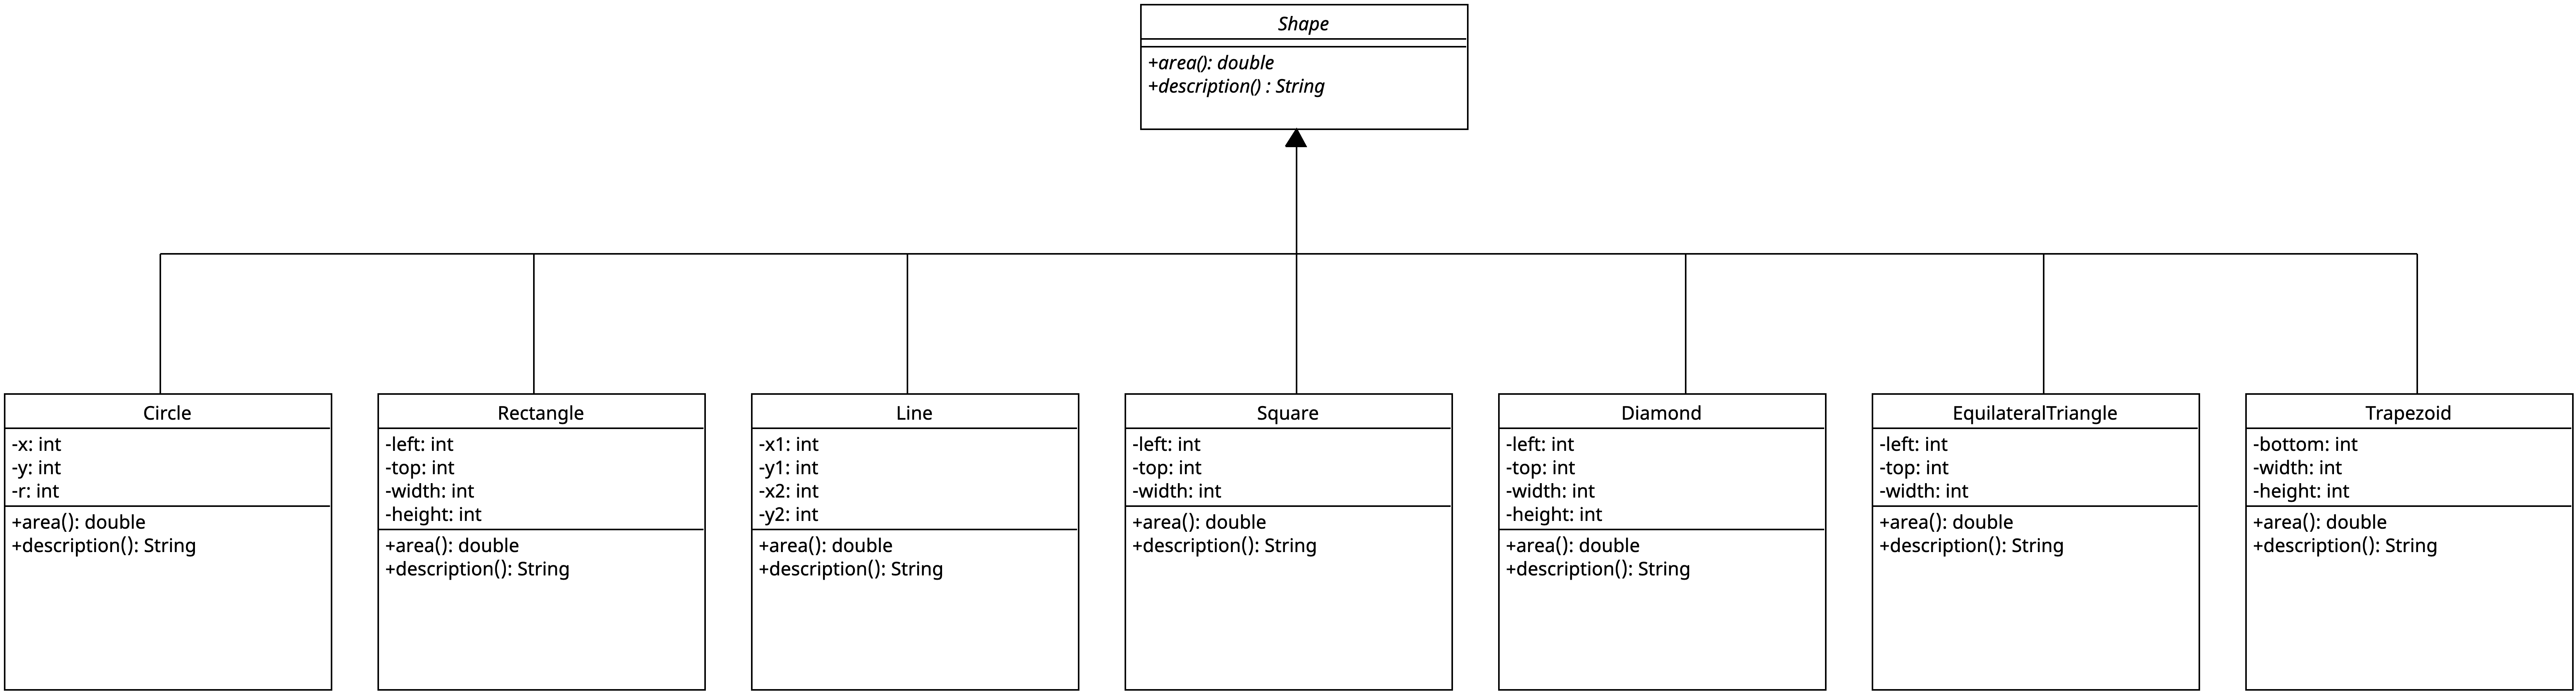 Shape
+area(): double
+description() : String
Circle
-x: int
-y: int
-r: int
+area(): double
+description(): String
Rectangle
-left: int
-top: int
-width: int
-height: int
+area(): double
+description(): String
Line
-x1: int
-y1: int
-x2: int
-y2: int
+area(): double
+description(): String
Square
-left: int
-top: int
-width: int
+area(): double
+description(): String
Diamond
-left: int
-top: int
-width: int
-height: int
+area(): double
+description(): String
EquilateralTriangle
-left: int
-top: int
-width: int
+area(): double
+description(): String
Trapezoid
-bottom: int
-width: int
-height: int
+area(): double
+description(): String